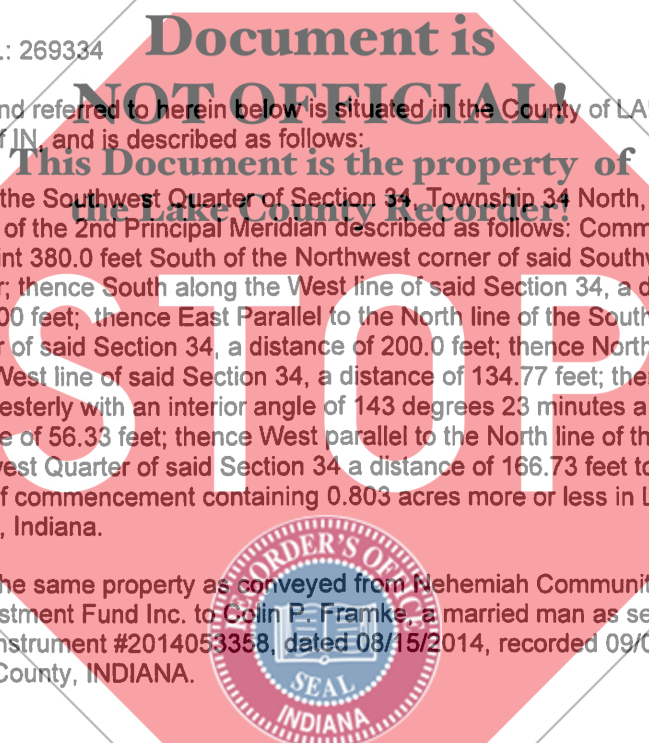 Document is
.: 269334
NOT OFFICIAL!
nd referred to herein below is situated in the County of LA
f IN, and is described as follows:
This Document is the property of
the Lake County Recorder!
the Southwest Quarter of Section 34, Township 34 North,
of the 2nd Principal Meridian described as follows: Comm
int 380.0 feet South of the Northwest corner of said Southw
r; thence South along the West line of said Section 34, a d
00 feet; thence East Parallel to the North line of the South
r of said Section 34, a distance of 200.0 feet; thence North
West line of said Section 34, a distance of 134.77 feet; the
esterly with an interior angle of 143 degrees 23 minutes a
e of 56.33 feet; thence West parallel to the North line of th
vest Quarter of said Section 34 a distance of 166.73 feet to
f commencement containing 0.803 acres more or less in L
, Indiana.
STOP
he same property as conveyed from Nehemiah Communit
stment Fund Inc. to Colin P. Framke, a married man as se
nstrument #2014053358, dated 08/15/2014, recorded 09/0
County, INDIANA.
RECORDER'S OFFIC
SEAL
INDIANA